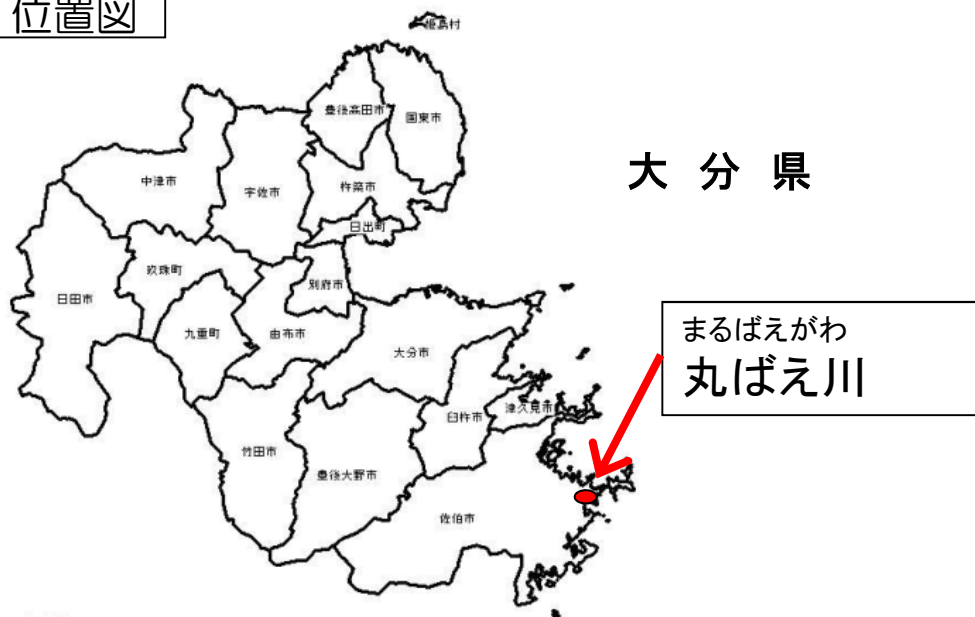 位置図
姫島村
豊後高田市
国東市
大 分 県
中津市
宇佐市
杵築市
日出町
玖珠町
別府市
日田市
九重町
由布市
大分市
まるばえがわ
丸ばえ川
臼杵市
津久見市
竹田市
豊後大野市
佐伯市